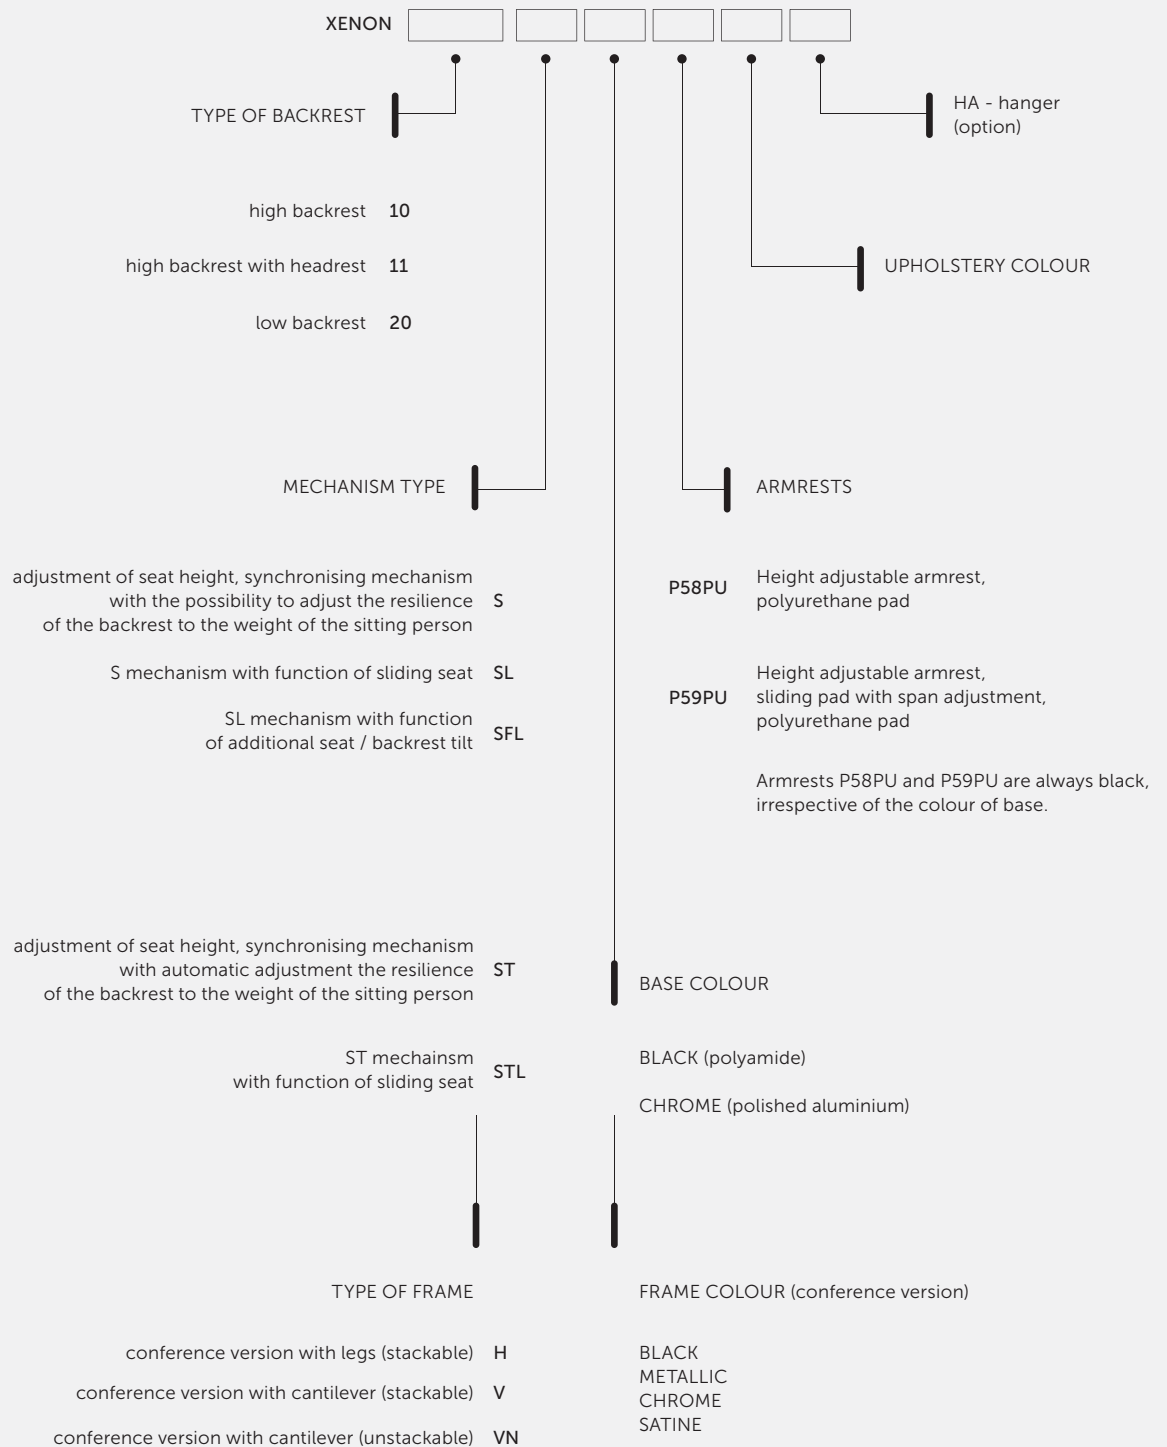 XENON
TYPE OF BACKREST
HA - hanger
(option)
high backrest 10
high backrest with headrest 11
low backrest 20
UPHOLSTERY COLOUR
MECHANISM TYPE
adjustment of seat height, synchronising mechanism
with the possibility to adjust the resilience S
of the backrest to the weight of the sitting person
S mechanism with function of sliding seat SL
SL mechanism with function
of additional seat / backrest tilt SFL
ARMRESTS
P58PU Height adjustable armrest,
polyurethane pad
Height adjustable armrest,
P59PU sliding pad with span adjustment,
polyurethane pad
Armrests P58PU and P59PU are always black,
irrespective of the colour of base.
adjustment of seat height, synchronising mechanism
with automatic adjustment the resilience ST
of the backrest to the weight of the sitting person
ST mechainsm
with function of sliding seat STL
BASE COLOUR
BLACK (polyamide)
CHROME (polished aluminium)
TYPE OF FRAME
conference version with legs (stackable) H
conference version with cantilever (stackable) V
conference version with cantilever (unstackable) VN
FRAME COLOUR (conference version)
BLACK
METALLIC
CHROME
SATINE